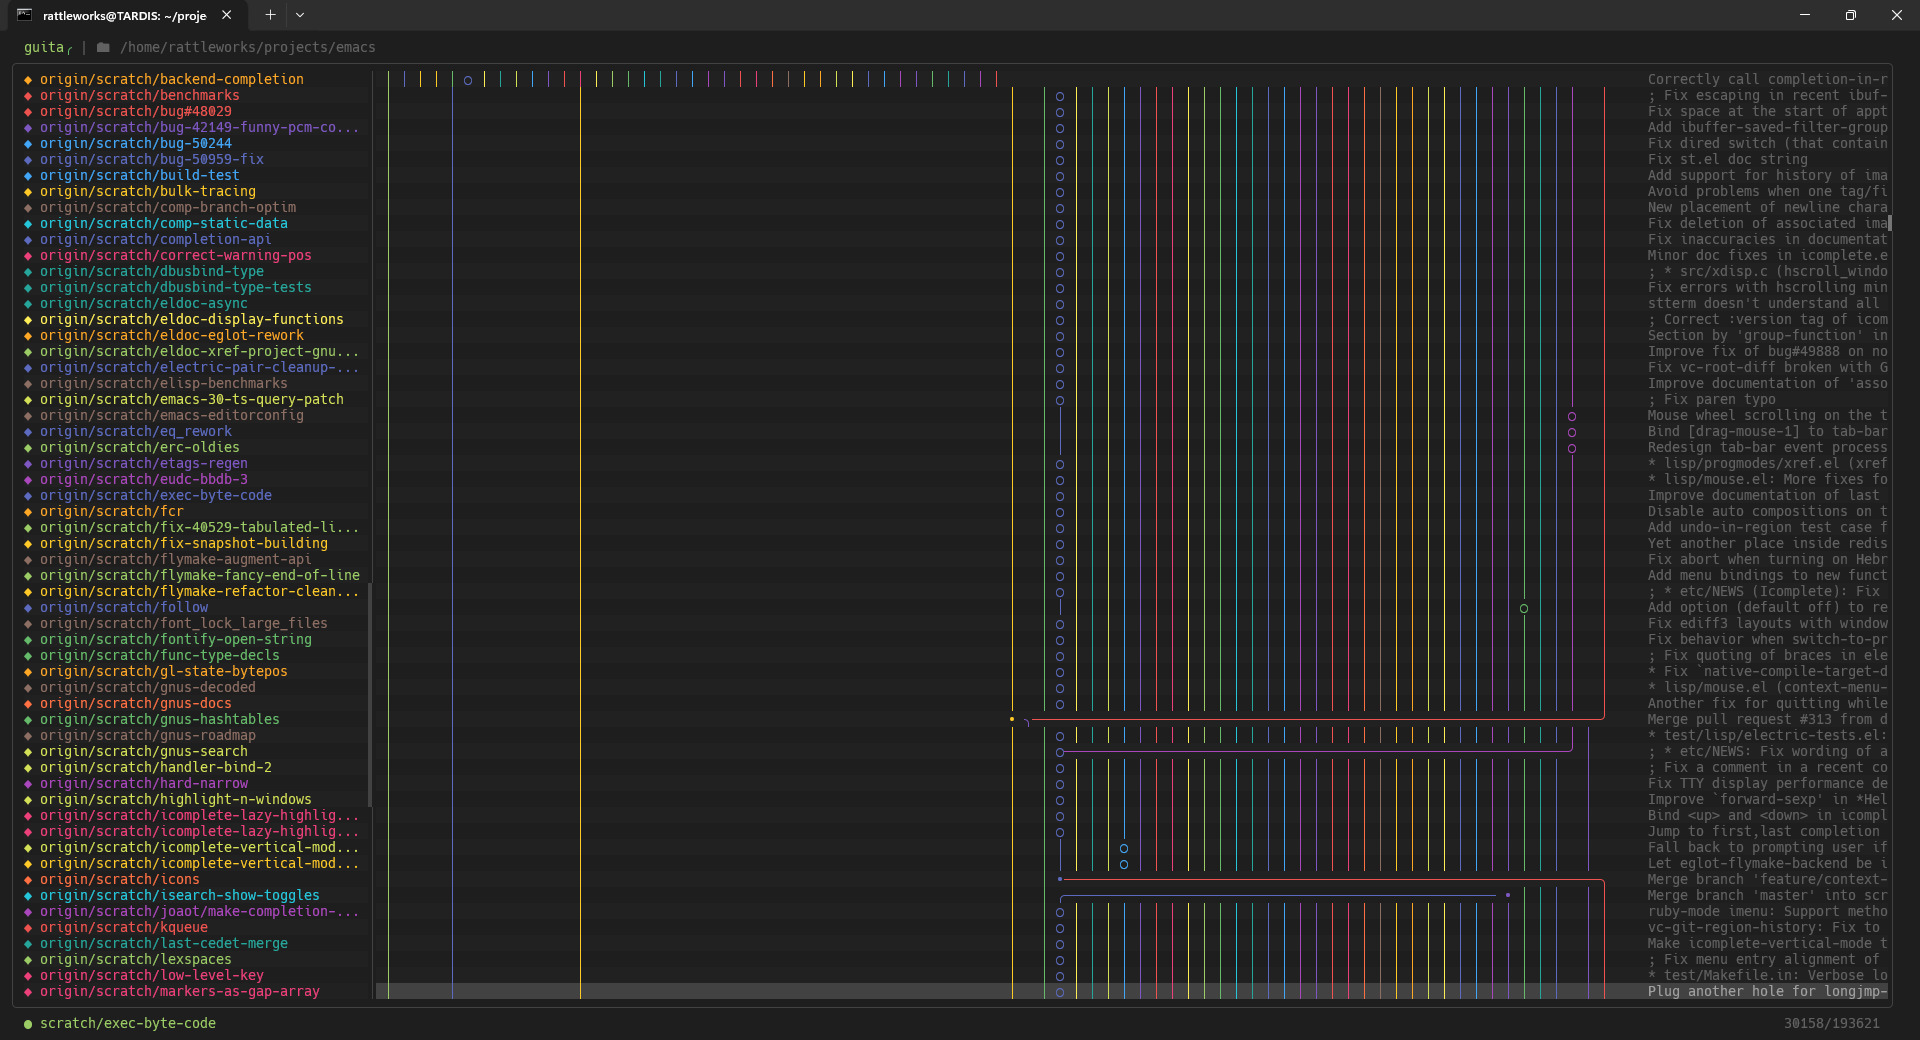 rattleworks@TARDIS: ~/proje
guita╭ | /home/rattleworks/projects/emacs
origin/scratch/backend-completion Correctly call completion-in-r
origin/scratch/benchmarks ; Fix escaping in recent ibuf-
origin/scratch/bug#48029 Fix space at the start of appt
origin/scratch/bug-42149-funny-pcm-co... Add ibuffer-saved-filter-group
origin/scratch/bug-50244 Fix dired switch (that contain
origin/scratch/bug-50959-fix Fix st.el doc string
origin/scratch/build-test Add support for history of ima
origin/scratch/bulk-tracing Avoid problems when one tag/fi
origin/scratch/comp-branch-optim New placement of newline chara
origin/scratch/comp-static-data Fix deletion of associated ima
origin/scratch/completion-api Fix inaccuracies in documentat
origin/scratch/correct-warning-pos Minor doc fixes in icomplete.e
origin/scratch/dbusbind-type ; * src/xdisp.c (hscroll_windo
origin/scratch/dbusbind-type-tests Fix errors with hscrolling min
origin/scratch/eldoc-async stterm doesn't understand all
origin/scratch/eldoc-display-functions ; Correct :version tag of icom
origin/scratch/eldoc-eglot-rework Section by 'group-function' in
origin/scratch/eldoc-xref-project-gnu... Improve fix of bug#49888 on no
origin/scratch/electric-pair-cleanup-... Fix vc-root-diff broken with G
origin/scratch/elisp-benchmarks Improve documentation of 'asso
origin/scratch/emacs-30-ts-query-patch ; Fix paren typo
origin/scratch/emacs-editorconfig Mouse wheel scrolling on the t
origin/scratch/eq_rework Bind [drag-mouse-1] to tab-bar
origin/scratch/erc-oldies Redesign tab-bar event process
origin/scratch/etags-regen * lisp/progmodes/xref.el (xref
origin/scratch/eudc-bbdb-3 * lisp/mouse.el: More fixes fo
origin/scratch/exec-byte-code Improve documentation of last
origin/scratch/fcr Disable auto compositions on t
origin/scratch/fix-40529-tabulated-li... Add undo-in-region test case f
origin/scratch/fix-snapshot-building Yet another place inside redis
origin/scratch/flymake-augment-api Fix abort when turning on Hebr
origin/scratch/flymake-fancy-end-of-line Add menu bindings to new funct
origin/scratch/flymake-refactor-clean... ; * etc/NEWS (Icomplete): Fix
origin/scratch/follow Add option (default off) to re
origin/scratch/font_lock_large_files Fix ediff3 layouts with window
origin/scratch/fontify-open-string Fix behavior when switch-to-pr
origin/scratch/func-type-decls ; Fix quoting of braces in ele
origin/scratch/gl-state-bytepos * Fix `native-compile-target-d
origin/scratch/gnus-decoded * lisp/mouse.el (context-menu-
origin/scratch/gnus-docs Another fix for quitting while
origin/scratch/gnus-hashtables Merge pull request #313 from d
origin/scratch/gnus-roadmap * test/lisp/electric-tests.el:
origin/scratch/gnus-search ; * etc/NEWS: Fix wording of a
origin/scratch/handler-bind-2 ; Fix a comment in a recent co
origin/scratch/hard-narrow Fix TTY display performance de
origin/scratch/highlight-n-windows Improve `forward-sexp' in *Hel
origin/scratch/icomplete-lazy-highlig... Bind <up> and <down> in icompl
origin/scratch/icomplete-lazy-highlig... Jump to first,last completion
origin/scratch/icomplete-vertical-mod... Fall back to prompting user if
origin/scratch/icomplete-vertical-mod... Let eglot-flymake-backend be i
origin/scratch/icons Merge branch 'feature/context-
origin/scratch/isearch-show-toggles Merge branch 'master' into scr
origin/scratch/joaot/make-completion-... ruby-mode imenu: Support metho
origin/scratch/kqueue vc-git-region-history: Fix to
origin/scratch/last-cedet-merge Make icomplete-vertical-mode t
origin/scratch/lexspaces ; Fix menu entry alignment of
origin/scratch/low-level-key * test/Makefile.in: Verbose lo
origin/scratch/markers-as-gap-array Plug another hole for longjmp-
scratch/exec-byte-code 30158/193621